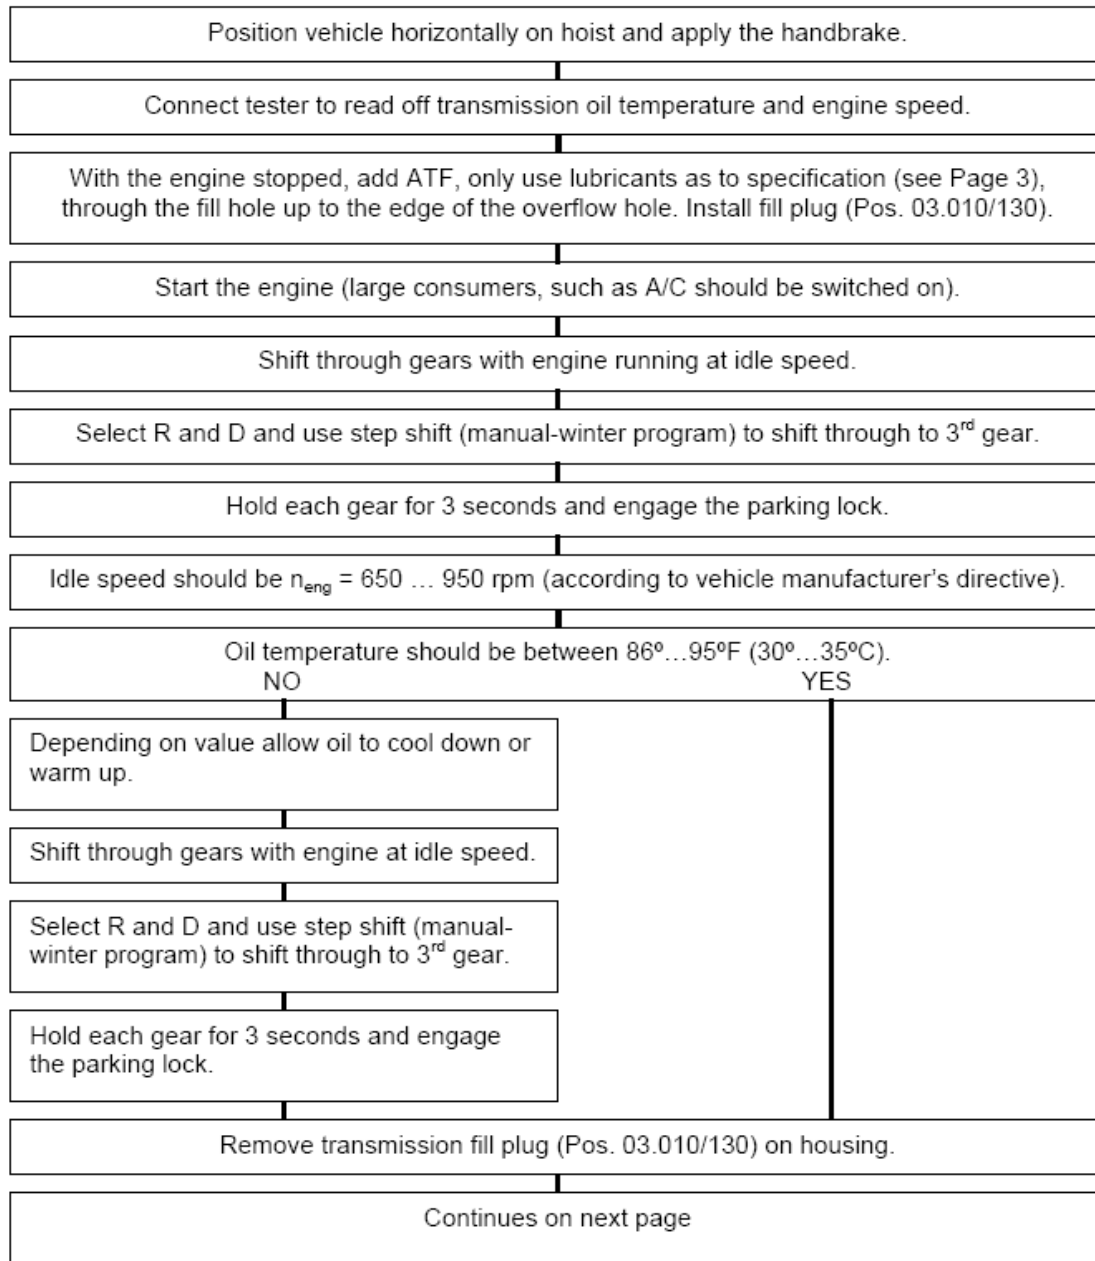 Position vehicle horizontally on hoist and apply the handbrake.
Connect tester to read off transmission oil temperature and engine speed.
With the engine stopped, add ATF, only use lubricants as to specification (see Page 3),
through the fill hole up to the edge of the overflow hole. Install fill plug (Pos. 03.010/130).
Start the engine (large consumers, such as A/C should be switched on).
Shift through gears with engine running at idle speed.
Select R and D and use step shift (manual-winter program) to shift through to 3rd gear.
Hold each gear for 3 seconds and engage the parking lock.
Idle speed should be neng = 650 … 950 rpm (according to vehicle manufacturer's directive).
Oil temperature should be between 86º…95ºF (30º…35ºC).
NO YES
Depending on value allow oil to cool down or
warm up.
Shift through gears with engine at idle speed.
Select R and D and use step shift (manual-
winter program) to shift through to 3rd gear.
Hold each gear for 3 seconds and engage
the parking lock.
Remove transmission fill plug (Pos. 03.010/130) on housing.
Continues on next page